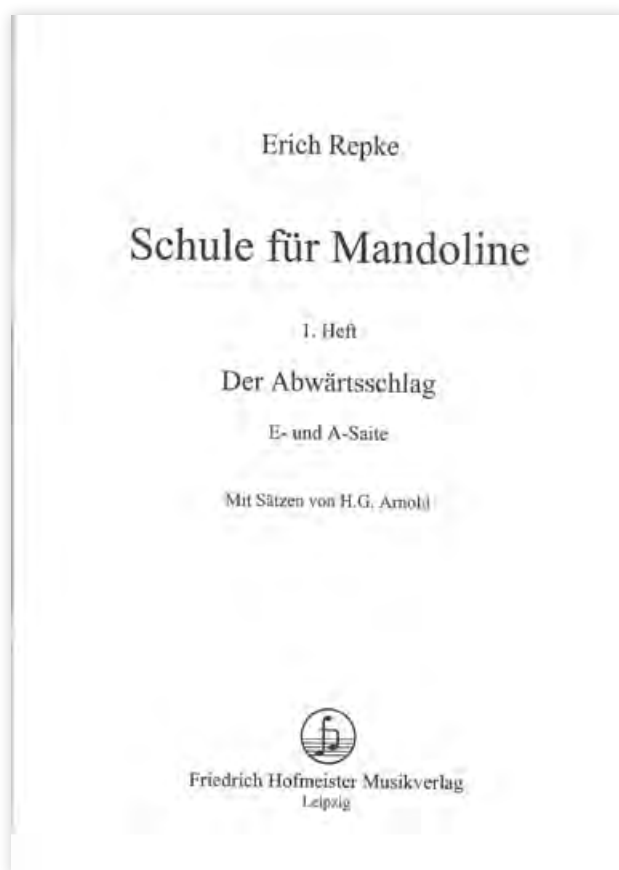 Erich Repke
Schule für Mandoline
1. Heft
Der Abwärtsschlag
E- und A-Saite
Mit Sätzen von H.G. Arnold
Friedrich Hofmeister Musikverlag
Leipzig